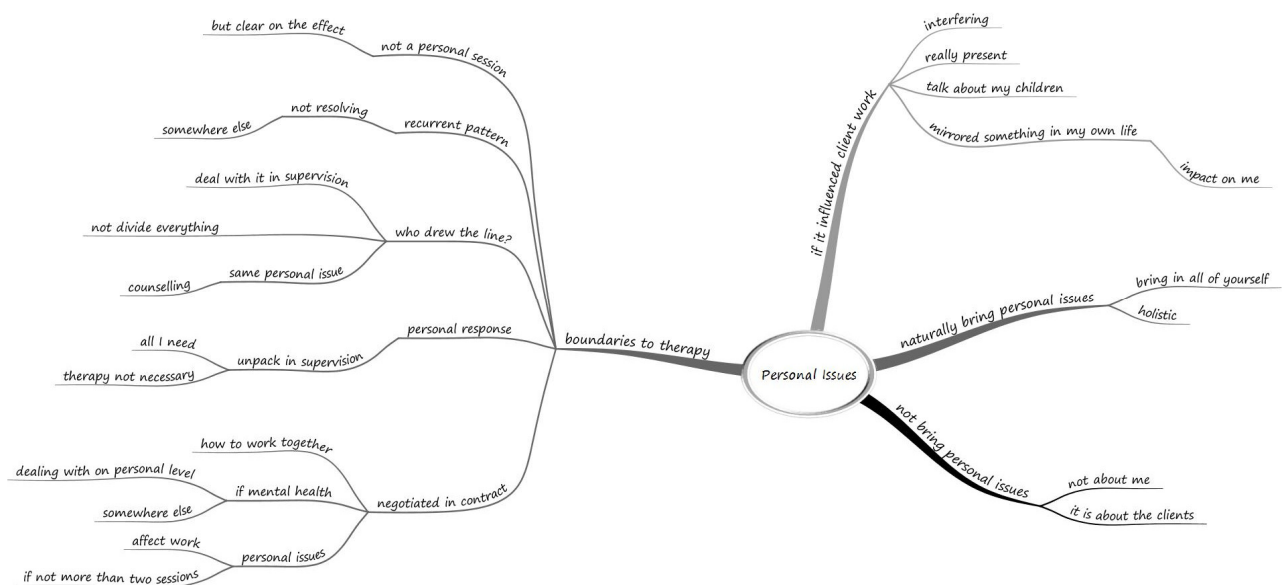 Personal Issues
if it influenced client work
interfering
really present
talk about my children
mirrored something in my own life
impact on me
naturally bring personal issues
bring in all of yourself
holistic
not bring personal issues
not about me
it is about the clients
boundaries to therapy
not a personal session
but clear on the effect
recurrent pattern
not resolving
somewhere else
who drew the line?
deal with it in supervision
not divide everything
same personal issue
counselling
personal response
unpack in supervision
all I need
therapy not necessary
negotiated in contract
how to work together
if mental health
dealing with on personal level
somewhere else
personal issues
affect work
if not more than two sessions